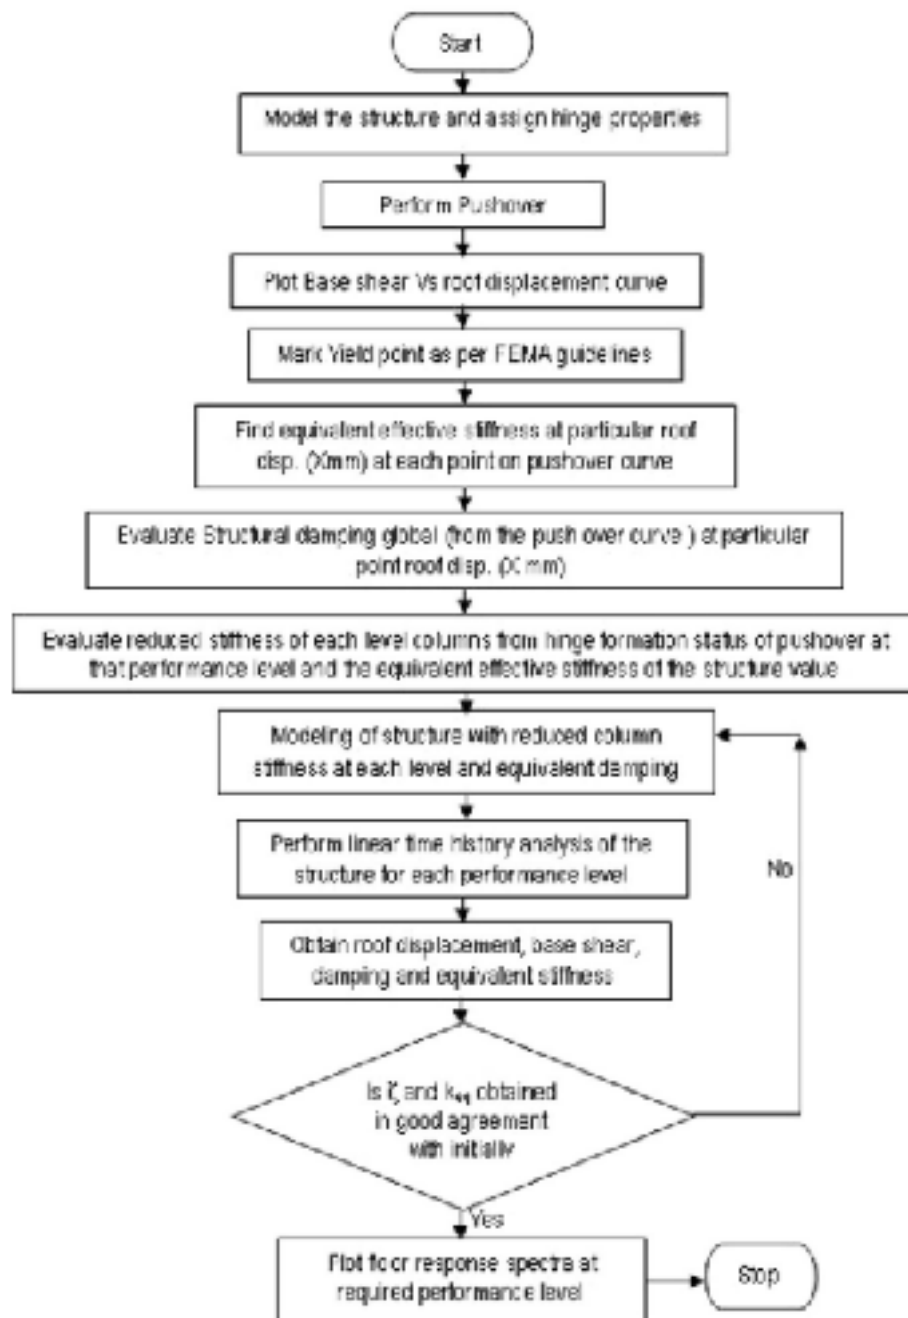 Start
Model the structure and assign hinge properties
Perform Pushover
Plot Base shear Vs roof displacement curve
Mark Yield point as per FEMA guidelines
Find equivalent effective stiffness at particular roof
disp. (Xmm) at each point on pushover curve
Evaluate Structural damping global (from the push over curve ) at particular
point roof disp. (X mm)
Evaluate reduced stiffness of each level columns from hinge formation status of pushover at
that performance level and the equivalent effective stiffness of the structure value
Modeling of structure with reduced column
stiffness at each level and equivalent damping
Perform linear time history analysis of the
structure for each performance level
No
Obtain roof displacement, base shear,
damping and equivalent stiffness
Is ζ and keq obtained
in good agreement
with initially
Yes
Plot floor response spectra at
required performance level
Stop